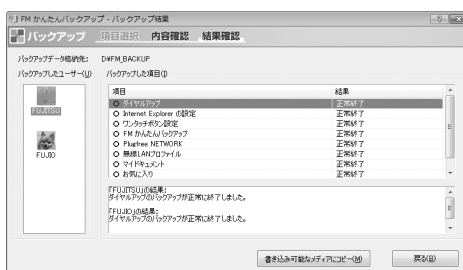 FM かんたんバックアップ - バックアップ結果
バックアップ 項目選択 内容確認 結果確認
バックアップデータ格納先: D:¥FM_BACKUP
バックアップしたユーザー(U) バックアップした項目(I)
項目 結果
ダイヤルアップ 正常終了
Internet Explorer の設定 正常終了
ワンタッチボタン設定 正常終了
FM かんたんバックアップ 正常終了
Plugfree NETWORK 正常終了
無線LANプロファイル 正常終了
マイドキュメント 正常終了
お気に入り 正常終了
FUJITSU
FUJIO
「FUJITSU」の結果:
ダイヤルアップのバックアップが正常に終了しました。
「FUJIO」の結果:
ダイヤルアップのバックアップが正常に終了しました。
書き込み可能なメディアにコピー(M) 戻る(B)